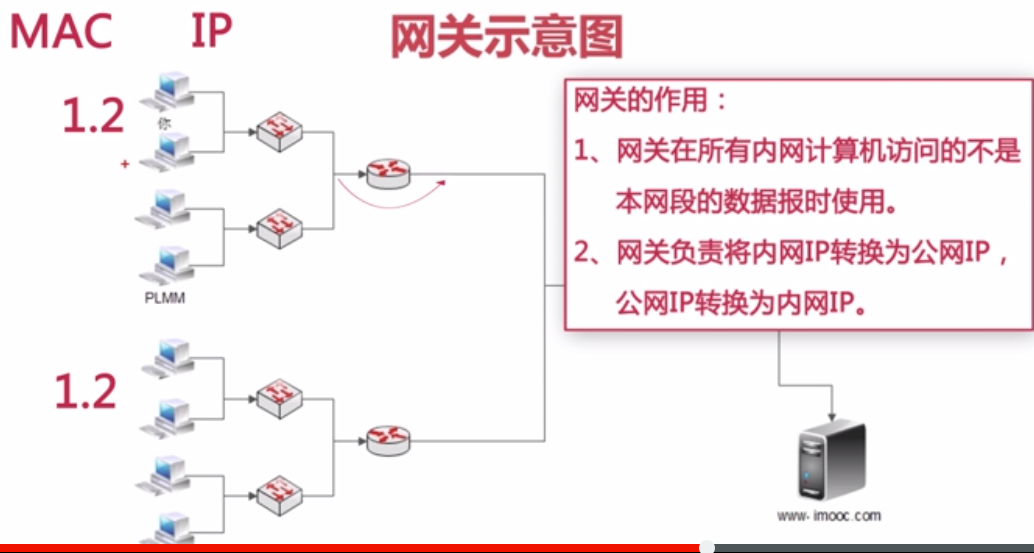 MAC IP
网关示意图
1.2
你
PLMM
1.2
网关的作用：
1、网关在所有内网计算机访问的不是
本网段的数据报时使用。
2、网关负责将内网IP转换为公网IP，
公网IP转换为内网IP。
www- imooc.com